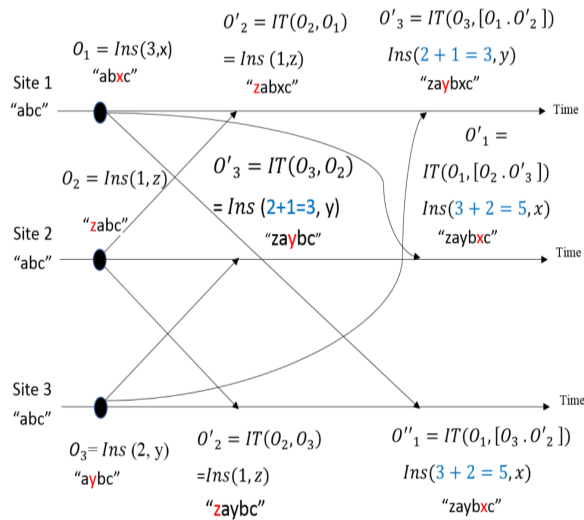 O'₂ = IT(O₂, O₁)
= Ins (1,z)
"zabxc"
O'₃ = IT(O₃, [O₁ . O'₂ ])
Ins(2 + 1 = 3, y)
"zaybxc"
O₁ = Ins(3,x)
"abxc"
Site 1
"abc"
Time
O'₁ =
IT(O₁, [O₂ . O'₃ ])
Ins(3 + 2 = 5, x)
"zaybxc"
O₂ = Ins(1,z)
"zabc"
O'₃ = IT(O₃, O₂)
= Ins (2+1=3, y)
"zaybc"
Site 2
"abc"
Time
Site 3
"abc"
Time
O₃= Ins (2, y)
"aybc"
O'₂ = IT(O₂, O₃)
=Ins(1, z)
"zaybc"
O''₁ = IT(O₁, [O₃ . O'₂ ])
Ins(3 + 2 = 5, x)
"zaybxc"